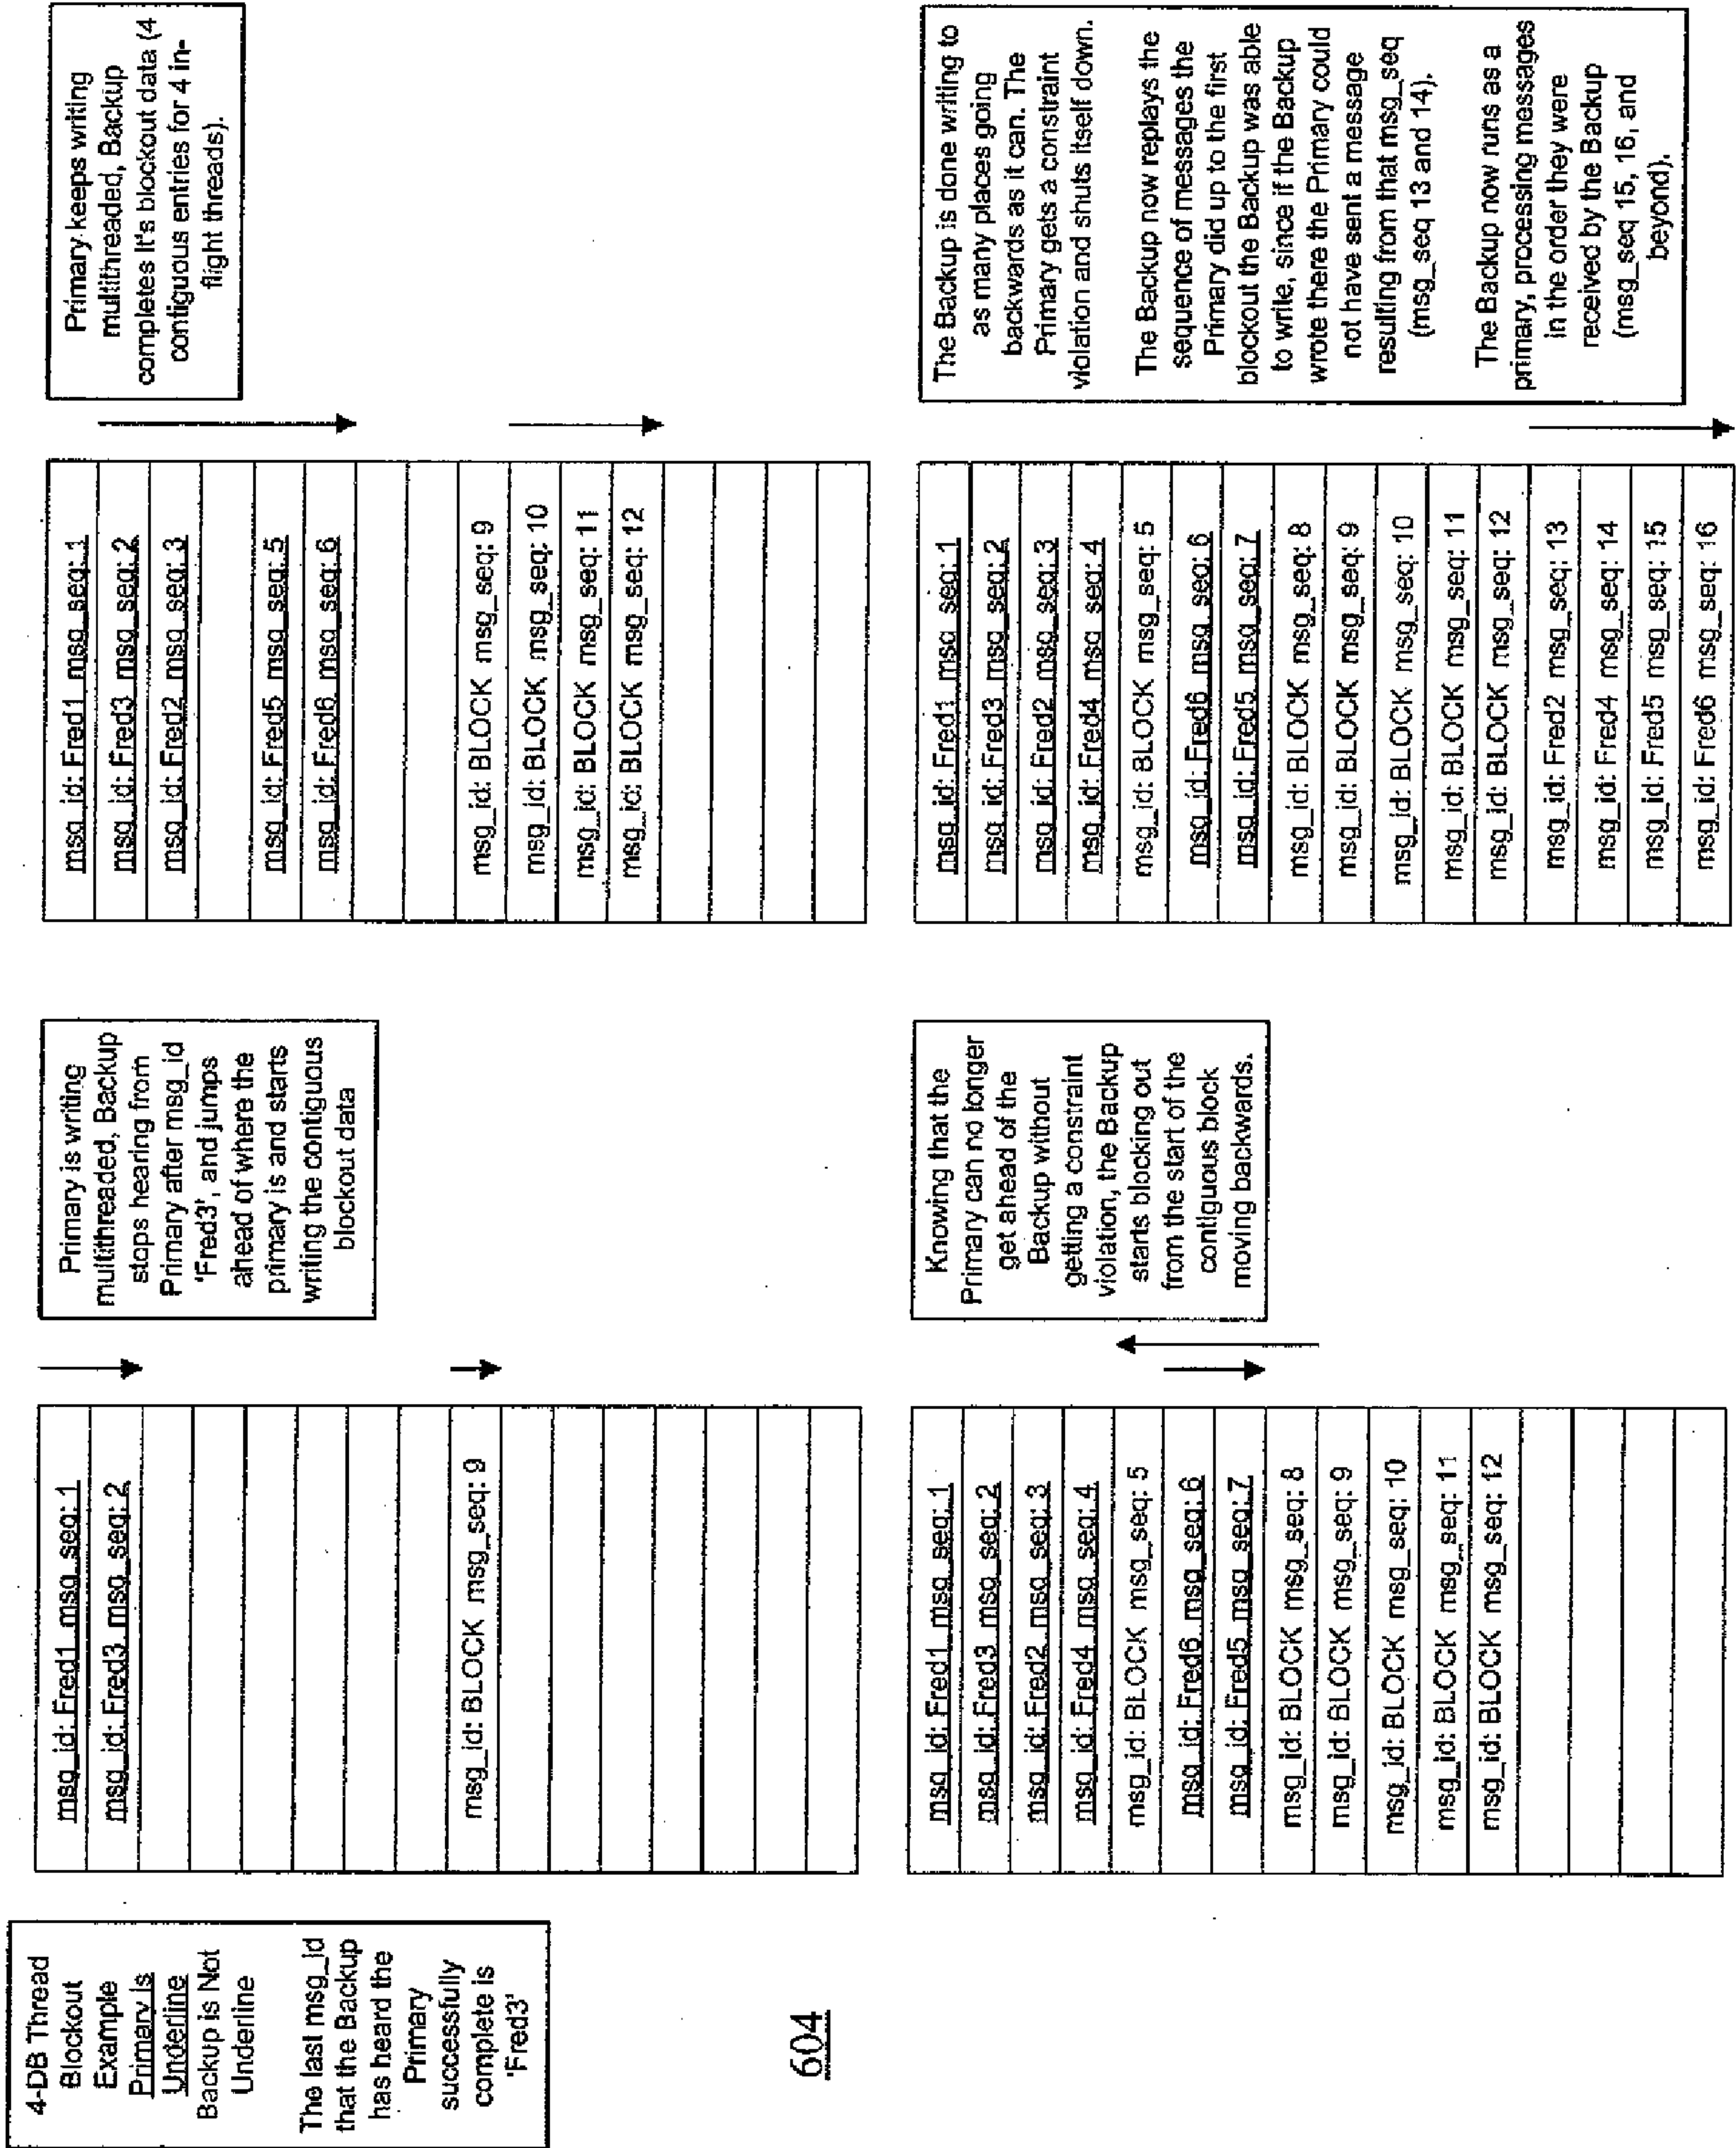 4-DB Thread
Blockout
Example
Primary is
Underline
Backup is Not
Underline
The last msg_id
that the Backup
has heard the
Primary
successfully
complete is
'Fred3'
604
msg_id: Fred1 msg_seq: 1
msg_id: Fred3 msg_seq: 2
msg_id: BLOCK msg_seq: 9
Primary is writing
multitithreaded, Backup
stops hearing from
Primary after msg_id
'Fred3', and jumps
ahead of where the
primary is and starts
writing the contiguous
blockout data
msg_id: Fred1 msg_seq: 1
msg_id: Fred3 msg_seq: 2
msg_id: Fred2 msg_seq: 3
msg_id: Fred5 msg_seq: 5
msg_id: Fred6 msg_seq: 6
msg_id: BLOCK msg_seq: 9
msg_id: BLOCK msg_seq: 10
msg_id: BLOCK msg_seq: 11
msg_id: BLOCK msg_seq: 12
Primary keeps writing
multithreaded, Backup
completes It's blockout data (4
contiguous entries for 4 in-
flight threads).
msg_id: Fred1 msg_seq: 1
msg_id: Fred3 msg_seq: 2
msg_id: Fred2 msg_seq: 3
msg_id: Fred4 msg_seq: 4
msg_id: BLOCK msg_seq: 5
msg_id: Fred6 msg_seq: 6
msg_id: Fred5 msg_seq: 7
msg_id: BLOCK msg_seq: 8
msg_id: BLOCK msg_seq: 9
msg_id: BLOCK msg_seq: 10
msg_id: BLOCK msg_seq: 11
msg_id: BLOCK msg_seq: 12
Knowing that the
Primary can no longer
get ahead of the
Backup without
getting a constraint
violation, the Backup
starts blocking out
from the start of the
contiguous block
moving backwards.
msg_id: Fred1 msg_seq: 1
msg_id: Fred3 msg_seq: 2
msg_id: Fred2 msg_seq: 3
msg_id: Fred4 msg_seq: 4
msg_id: BLOCK msg_seq: 5
msg_id: Fred6 msg_seq: 6
msg_id: Fred5 msg_seq: 7
msg_id: BLOCK msg_seq: 8
msg_id: BLOCK msg_seq: 9
msg_id: BLOCK msg_seq: 10
msg_id: BLOCK msg_seq: 11
msg_id: BLOCK msg_seq: 12
msg_id: Fred2 msg_seq: 13
msg_id: Fred4 msg_seq: 14
msg_id: Fred5 msg_seq: 15
msg_id: Fred6 msg_seq: 16
The Backup is done writing to
as many places going
backwards as it can. The
Primary gets a constraint
violation and shuts itself down.
The Backup now replays the
sequence of messages the
Primary did up to the first
blockout the Backup was able
to write, since if the Backup
wrote there the Primary could
not have sent a message
resulting from that msg_seq
(msg_seq 13 and 14).
The Backup now runs as a
primary, processing messages
in the order they were
received by the Backup
(msg_seq 15, 16, and
beyond).